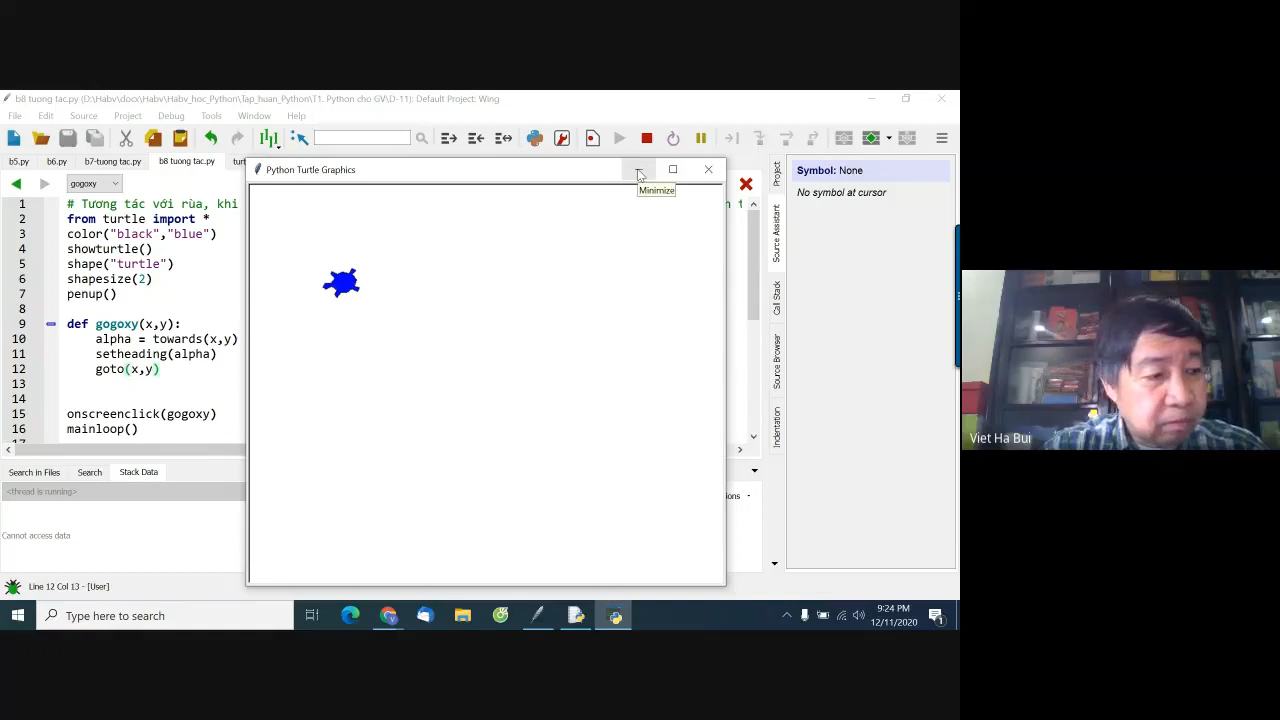 b8 tuong tac.py (D:\Habv\docx\Habv\Habv_hoc_Python\Tap_huan_Python\T1. Python cho GV\D-11): Default Project: Wing
File Edit Source Project Debug Tools Window Help
b5.py b6.py b7-tuong tac.py b8 tuong tac.py
gogoxy
Python Turtle Graphics
Minimize
1 # Tương tác với rùa, khi
2 from turtle import *
3 color("black","blue")
4 showturtle()
5 shape("turtle")
6 shapesize(2)
7 penup()
8
9 def gogoxy(x,y):
10 alpha = towards(x,y)
11 setheading(alpha)
12 goto(x,y)
13
14
15 onscreenclick(gogoxy)
16 mainloop()
Project
Source Assistant
Call Stack
Source Browser
Indentation
Symbol: None
No symbol at cursor
Search in Files Search Stack Data
<thread is running>
Cannot access data
Line 12 Col 13 - [User]
Type here to search
9:24 PM
12/11/2020
1
Viet Ha Bui